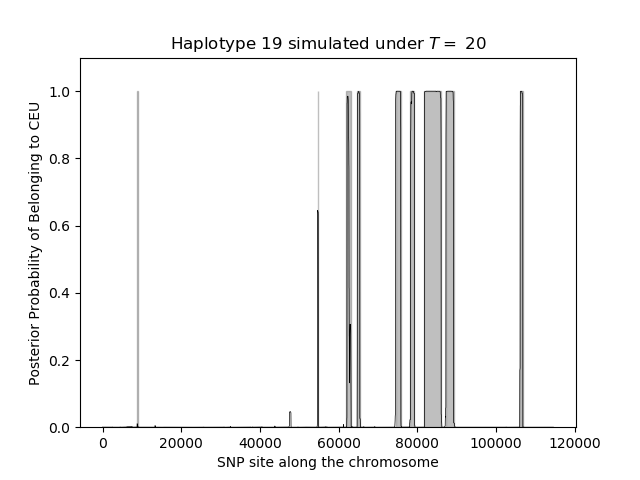 Haplotype 19 simulated under T = 20
Posterior Probability of Belonging to CEU
1.0
0.8
0.6
0.4
0.2
0.0
0 20000 40000 60000 80000 100000 120000
SNP site along the chromosome